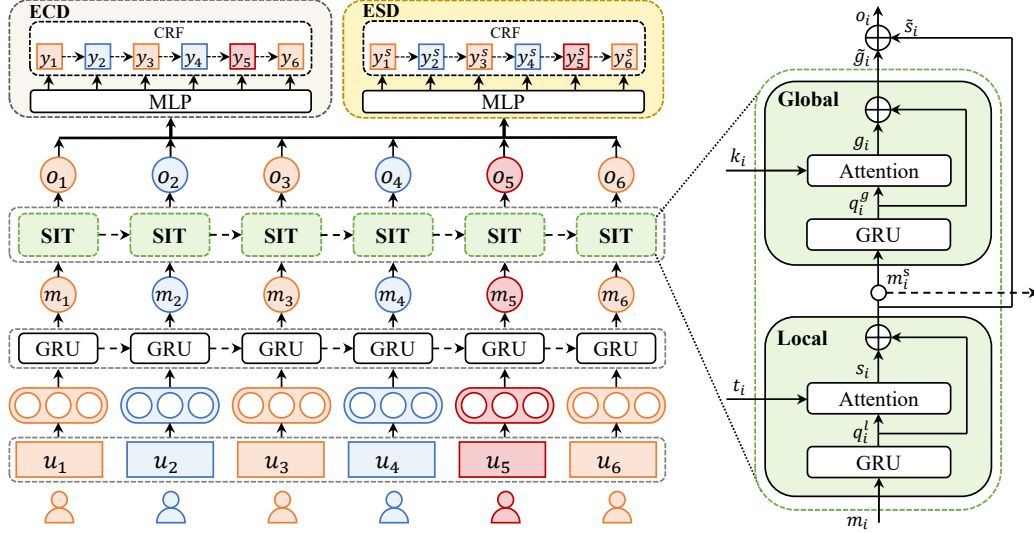 ECD
CRF
y₁ y₂ y₃ y₄ y₅ y₆
MLP
ESD
CRF
y₁ˢ y₂ˢ y₃ˢ y₄ˢ y₅ˢ y₆ˢ
MLP
o₁ o₂ o₃ o₄ o₅ o₆
SIT SIT SIT SIT SIT SIT
m₁ m₂ m₃ m₄ m₅ m₆
GRU GRU GRU GRU GRU GRU
u₁ u₂ u₃ u₄ u₅ u₆
oᵢ
s̃ᵢ
g̃ᵢ
Global
gᵢ
kᵢ
Attention
qᵢᵍ
GRU
mᵢˢ
Local
sᵢ
tᵢ
Attention
qᵢˡ
GRU
mᵢ